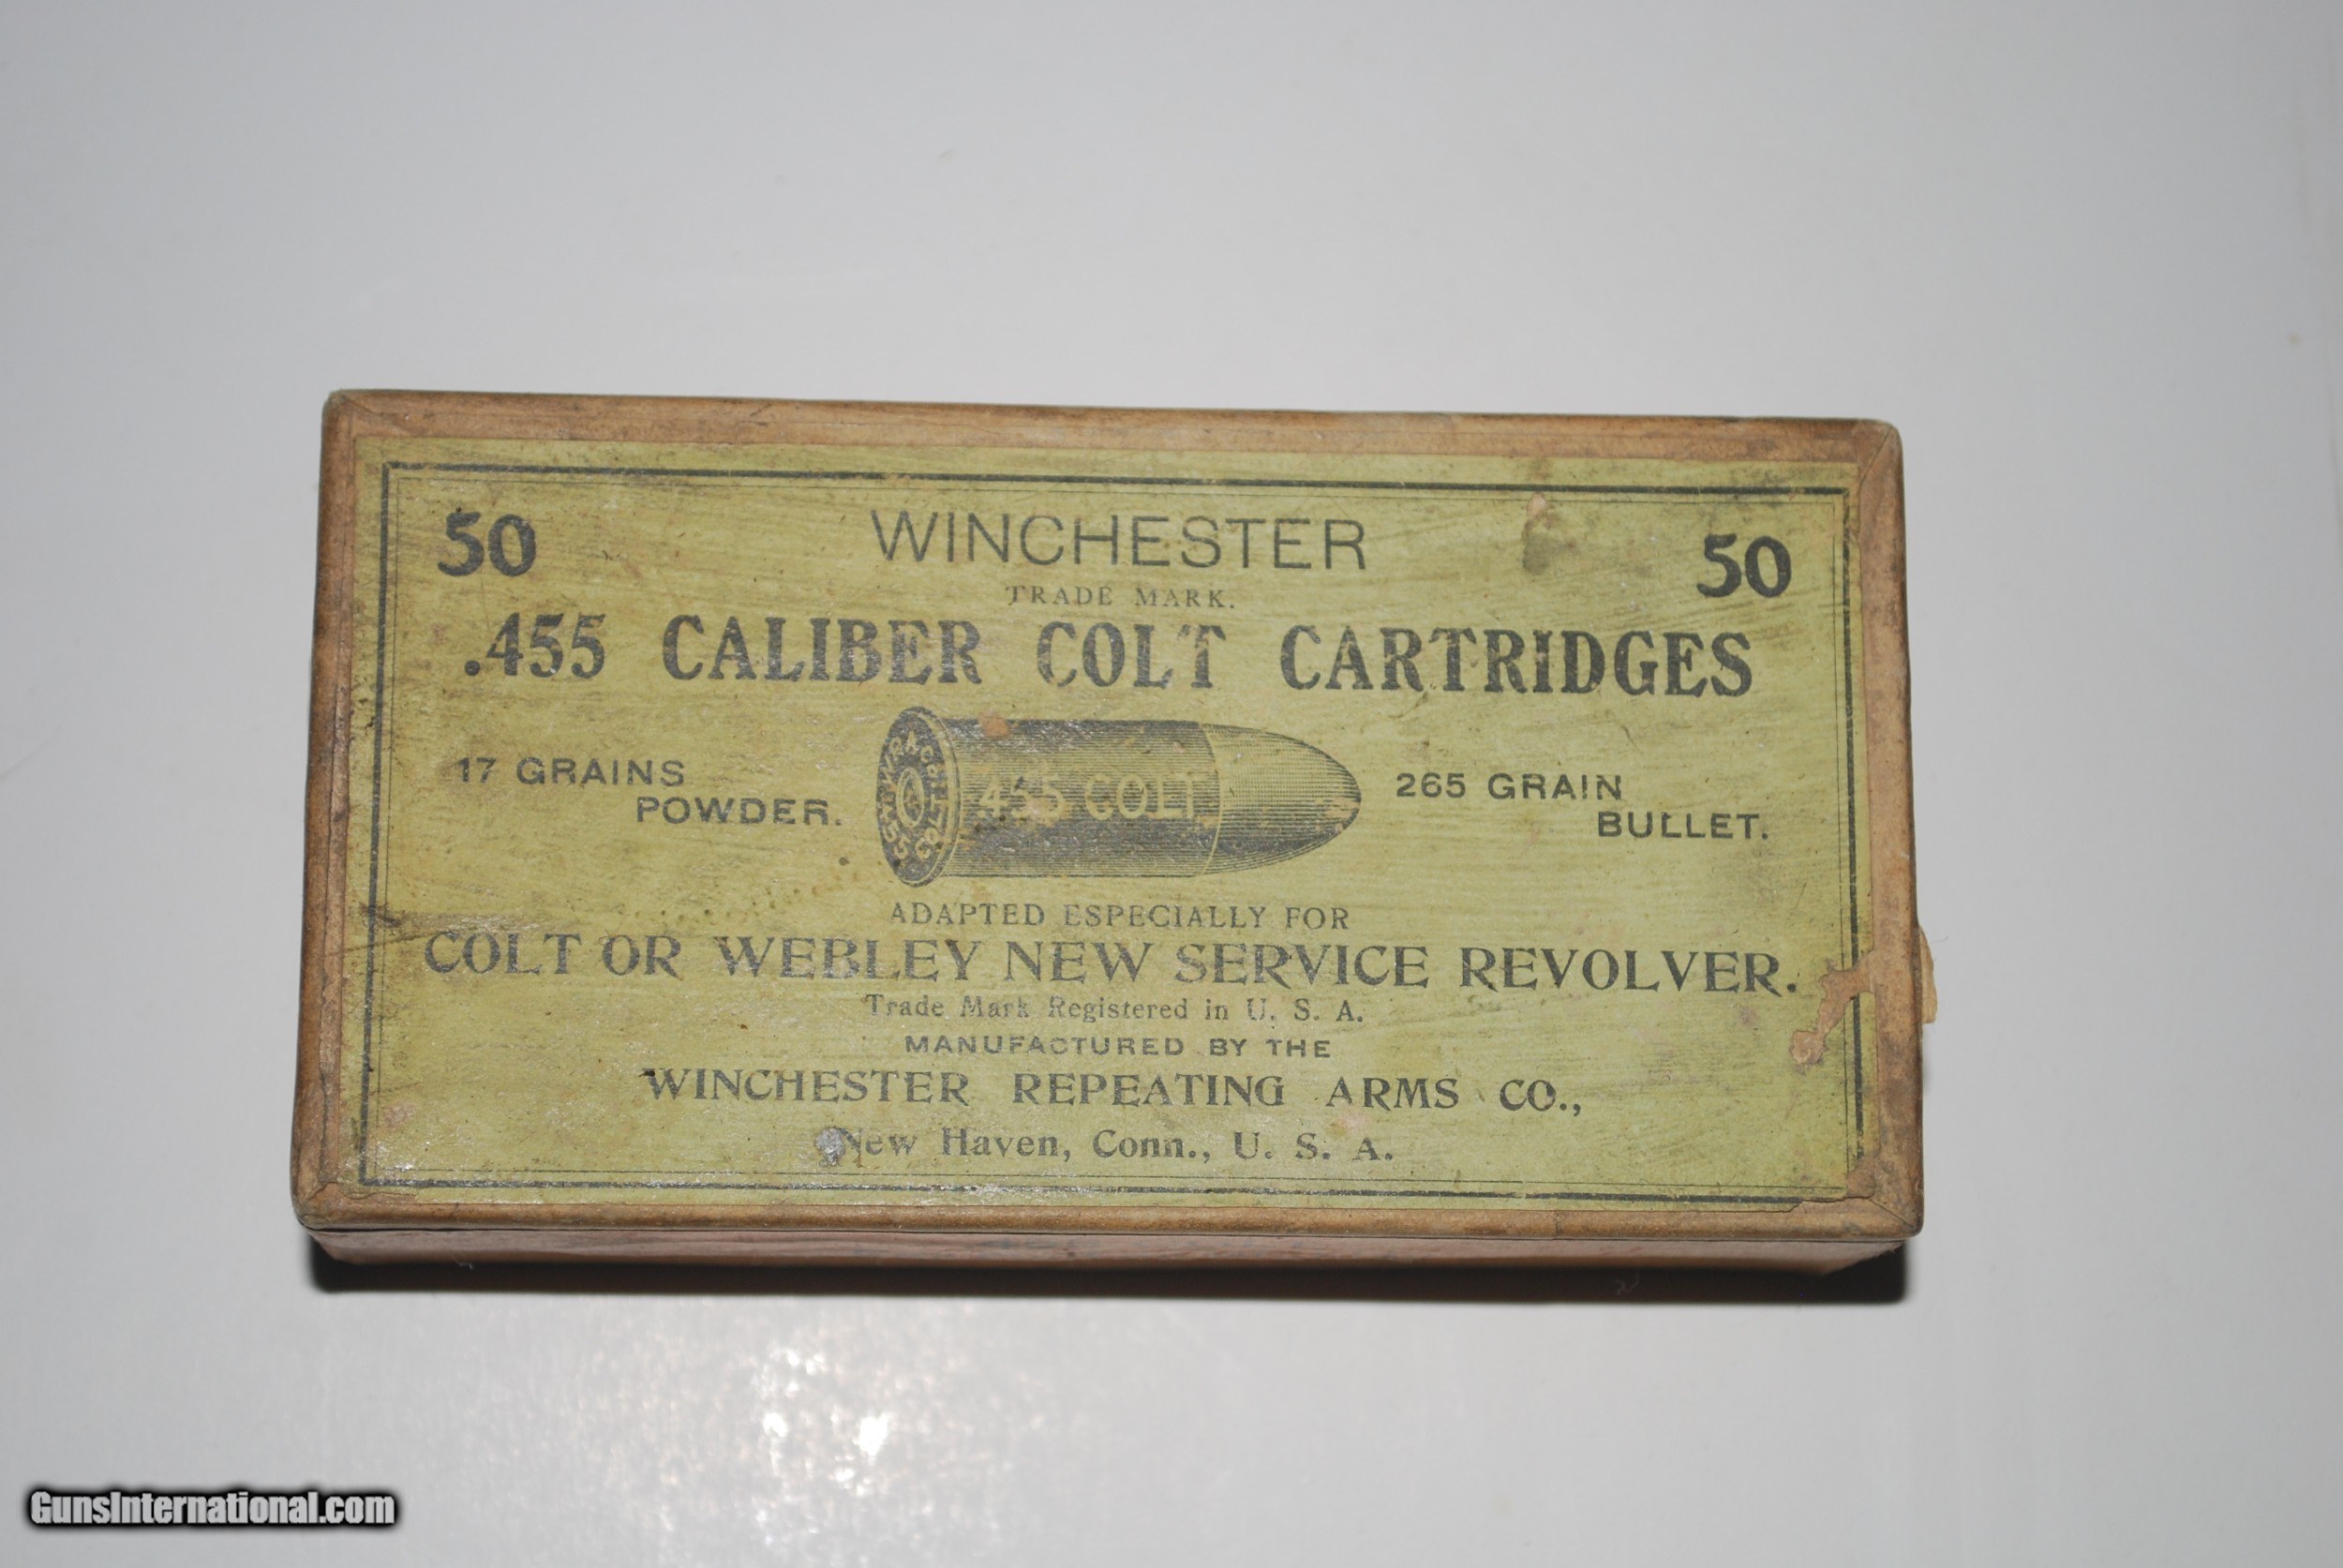 50 WINCHESTER 50
TRADE MARK.
.455 CALIBER COLT CARTRIDGES
17 GRAINS
POWDER.
455 COLT
265 GRAIN
BULLET.
ADAPTED ESPECIALLY FOR
COLT OR WEBLEY NEW SERVICE REVOLVER.
Trade Mark Registered in U. S. A.
MANUFACTURED BY THE
WINCHESTER REPEATING ARMS CO.,
New Haven, Conn., U. S. A.
GunsInternational.com